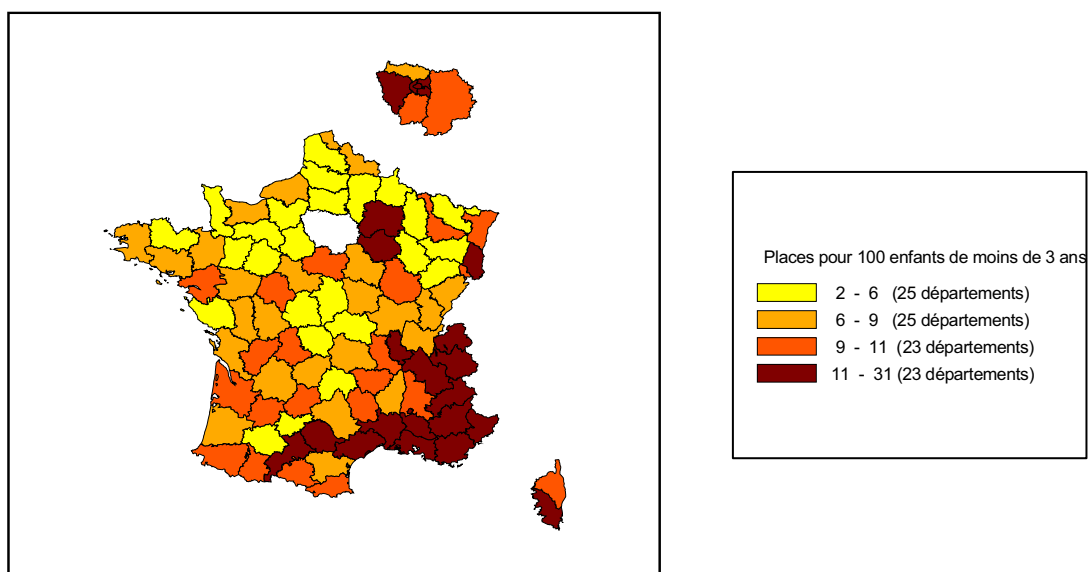 Places pour 100 enfants de moins de 3 ans
2 - 6 (25 départements)
6 - 9 (25 départements)
9 - 11 (23 départements)
11 - 31 (23 départements)